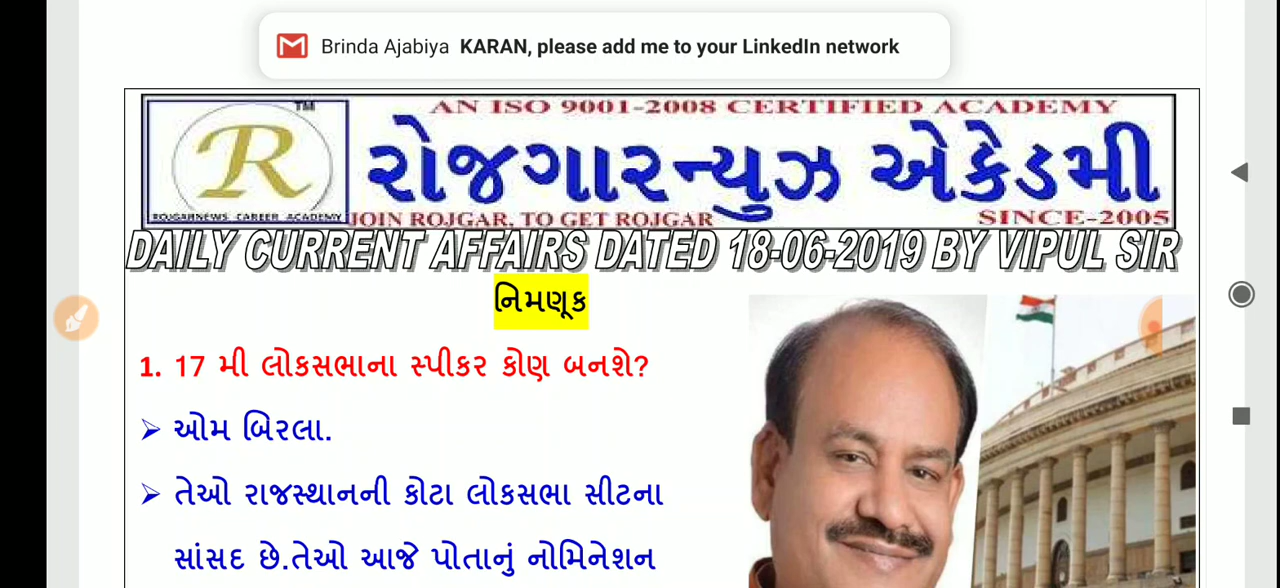 Brinda Ajabiya KARAN, please add me to your LinkedIn network
AN ISO 9001-2008 CERTIFIED ACADEMY
TM
R
રોજગારન્યુઝ એકેડમી
ROJGARNEWS CAREER ACADEMY
JOIN ROJGAR, TO GET ROJGAR
SINCE-2005
DAILY CURRENT AFFAIRS DATED 18-06-2019 BY VIPUL SIR
નિમણૂક
1. 17 મી લોકસભાના સ્પીકર કોણ બનશે?
➢ ઓમ બિરલા.
➢ તેઓ રાજસ્થાનની કોટા લોકસભા સીટના
સાંસદ છે.તેઓ આજે પોતાનું નોમિનેશન